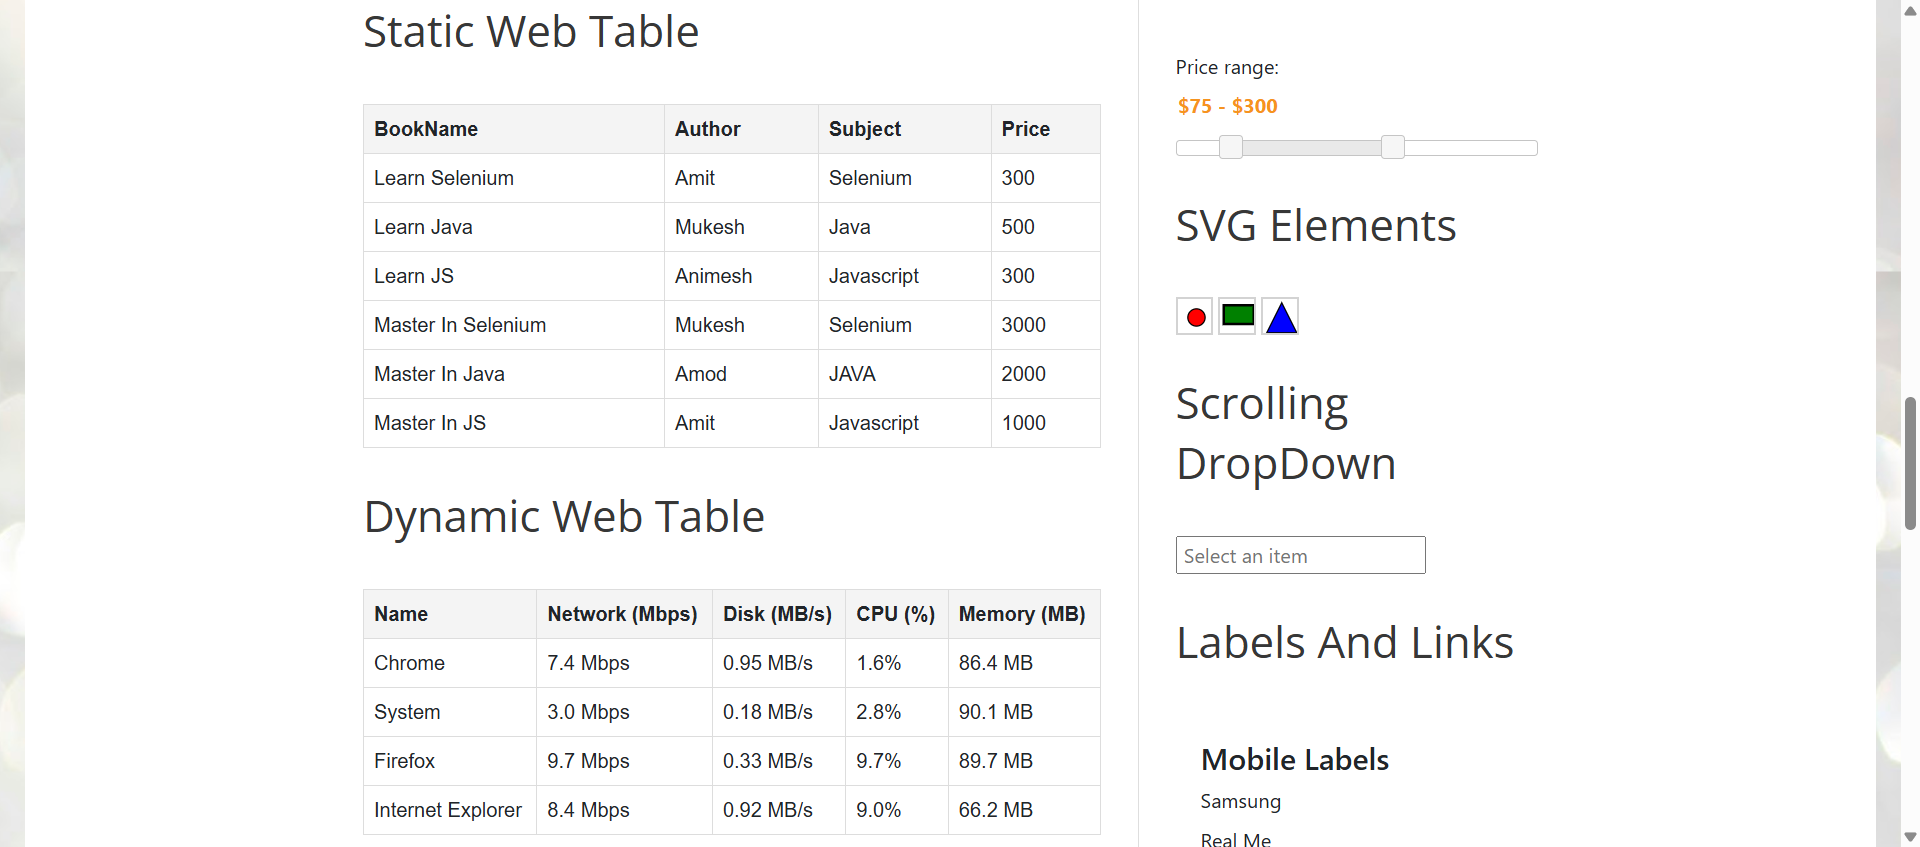 Static Web Table
BookName Author Subject Price
Learn Selenium Amit Selenium 300
Learn Java Mukesh Java 500
Learn JS Animesh Javascript 300
Master In Selenium Mukesh Selenium 3000
Master In Java Amod JAVA 2000
Master In JS Amit Javascript 1000
Dynamic Web Table
Name Network (Mbps) Disk (MB/s) CPU (%) Memory (MB)
Chrome 7.4 Mbps 0.95 MB/s 1.6% 86.4 MB
System 3.0 Mbps 0.18 MB/s 2.8% 90.1 MB
Firefox 9.7 Mbps 0.33 MB/s 9.7% 89.7 MB
Internet Explorer 8.4 Mbps 0.92 MB/s 9.0% 66.2 MB
Price range:
$75 - $300
SVG Elements
Scrolling
DropDown
Select an item
Labels And Links
Mobile Labels
Samsung
Real Me